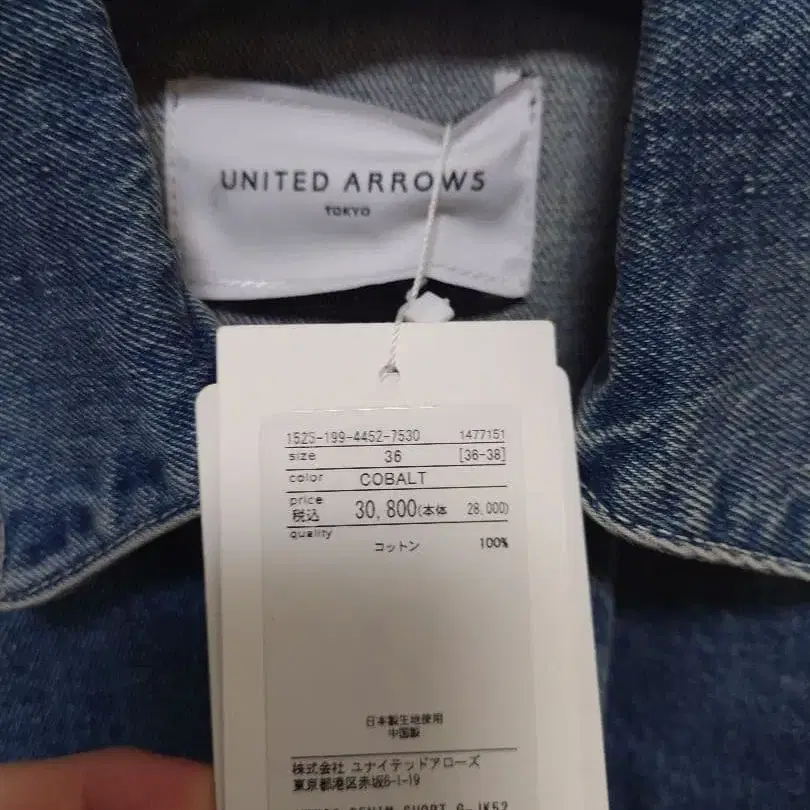 UNITED ARROWS
TOKYO
1525-199-4452-7530 1477151
size 36 [36-38]
color COBALT
price
税込 30,800(本体 28,000)
quality
コットン 100%
日本製生地使用
中国製
株式会社 ユナイテッドアローズ
東京都港区赤坂8-1-19
DENIM SHORT G-JK52